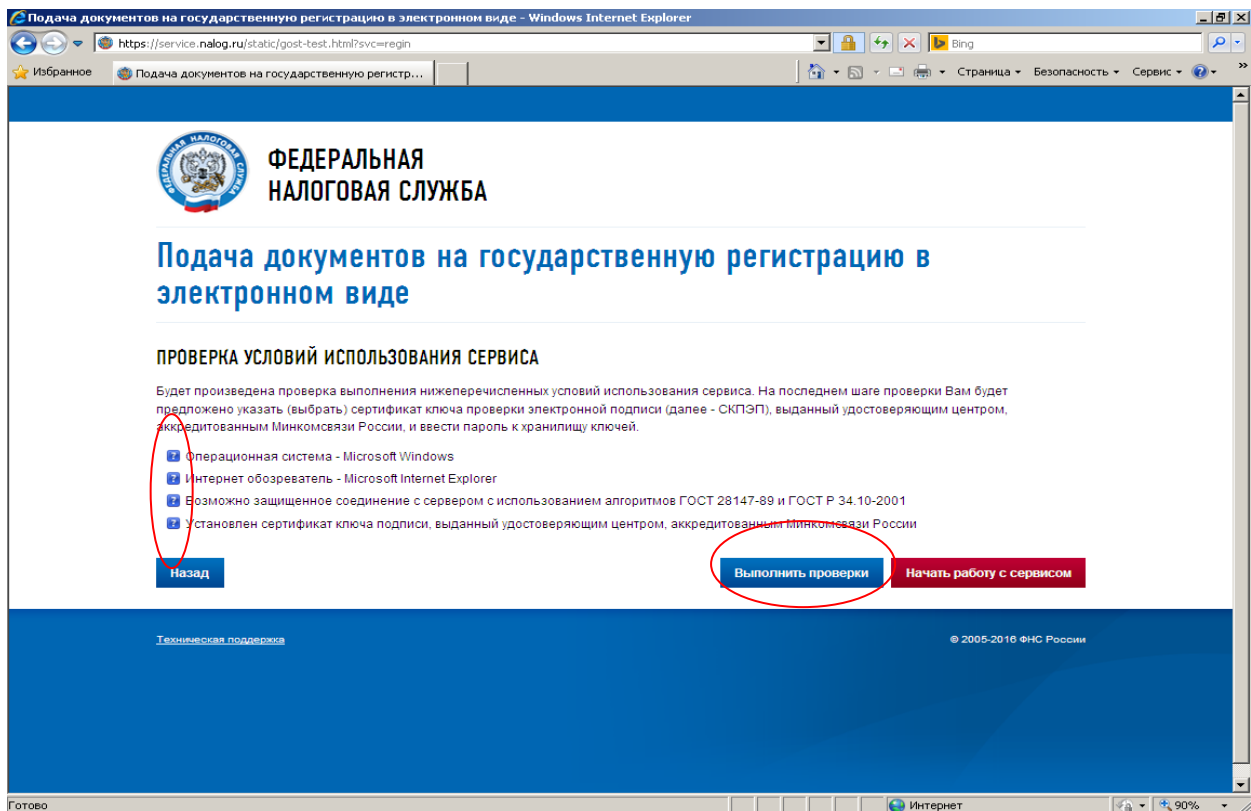 Подача документов на государственную регистрацию в электронном виде - Windows Internet Explorer
https://service.nalog.ru/static/gost-test.html?svc=regin
Bing
Избранное
Подача документов на государственную регистр...
Страница
Безопасность
Сервис
ФЕДЕРАЛЬНАЯ
НАЛОГОВАЯ СЛУЖБА
Подача документов на государственную регистрацию в
электронном виде
ПРОВЕРКА УСЛОВИЙ ИСПОЛЬЗОВАНИЯ СЕРВИСА
Будет произведена проверка выполнения нижеперечисленных условий использования сервиса. На последнем шаге проверки Вам будет
предложено указать (выбрать) сертификат ключа проверки электронной подписи (далее - СКПЭП), выданный удостоверяющим центром,
аккредитованным Минкомсвязи России, и ввести пароль к хранилищу ключей.
Операционная система - Microsoft Windows
Интернет обозреватель - Microsoft Internet Explorer
Возможно защищенное соединение с сервером с использованием алгоритмов ГОСТ 28147-89 и ГОСТ Р 34.10-2001
Установлен сертификат ключа подписи, выданный удостоверяющим центром, аккредитованным Минкомсвязи России
Назад
Выполнить проверки
Начать работу с сервисом
Техническая поддержка
© 2005-2016 ФНС России
Готово
Интернет
90%